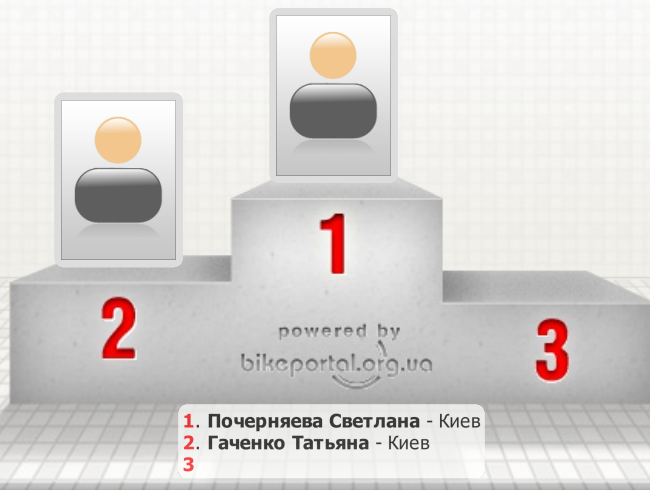 1
2
3
powered by
bikeportal.org.ua
1. Почерняева Светлана - Киев
2. Гаченко Татьяна - Киев
3